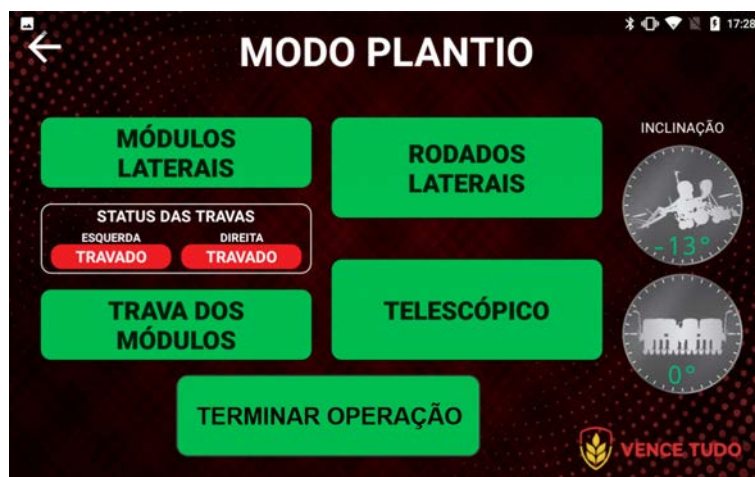 17:28
MODO PLANTIO
MÓDULOS
LATERAIS
RODADOS
LATERAIS
INCLINAÇÃO
STATUS DAS TRAVAS
ESQUERDA DIREITA
TRAVADO TRAVADO
-13°
TRAVA DOS
MÓDULOS
TELESCÓPICO
0°
TERMINAR OPERAÇÃO
VENCE TUDO